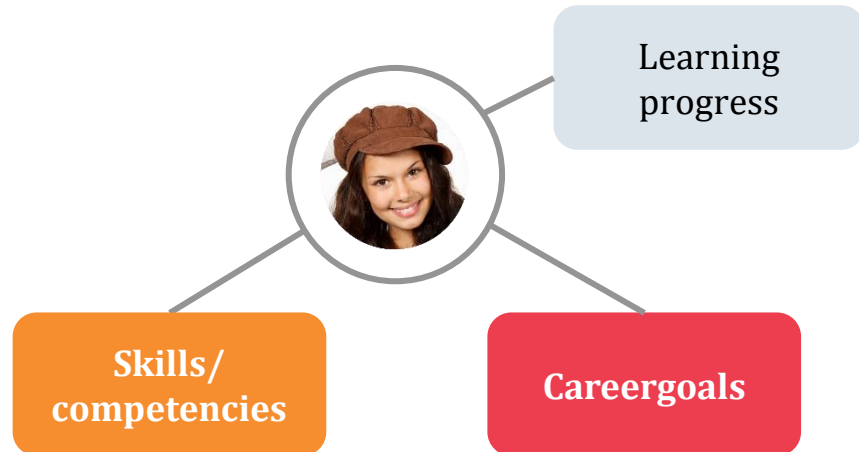 Learning
progress
Skills/
competencies
Careergoals